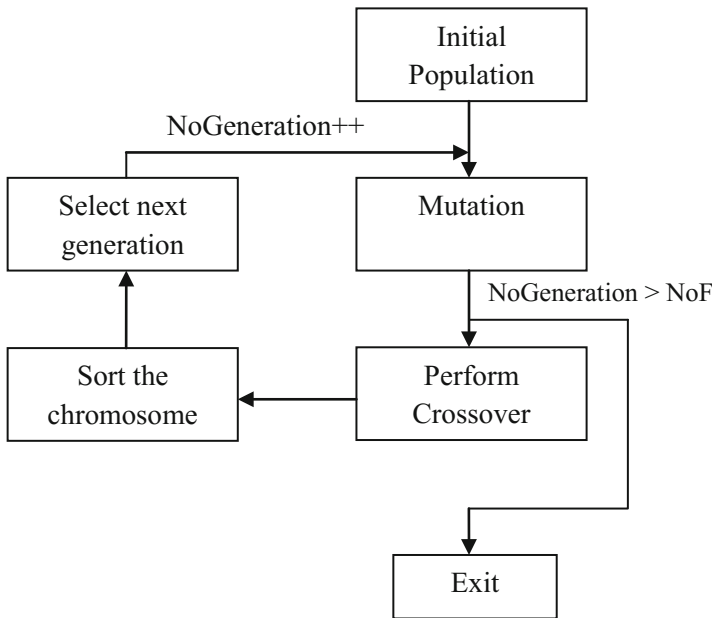 Initial
Population
NoGeneration++
Select next
generation
Mutation
NoGeneration > NoF
Sort the
chromosome
Perform
Crossover
Exit